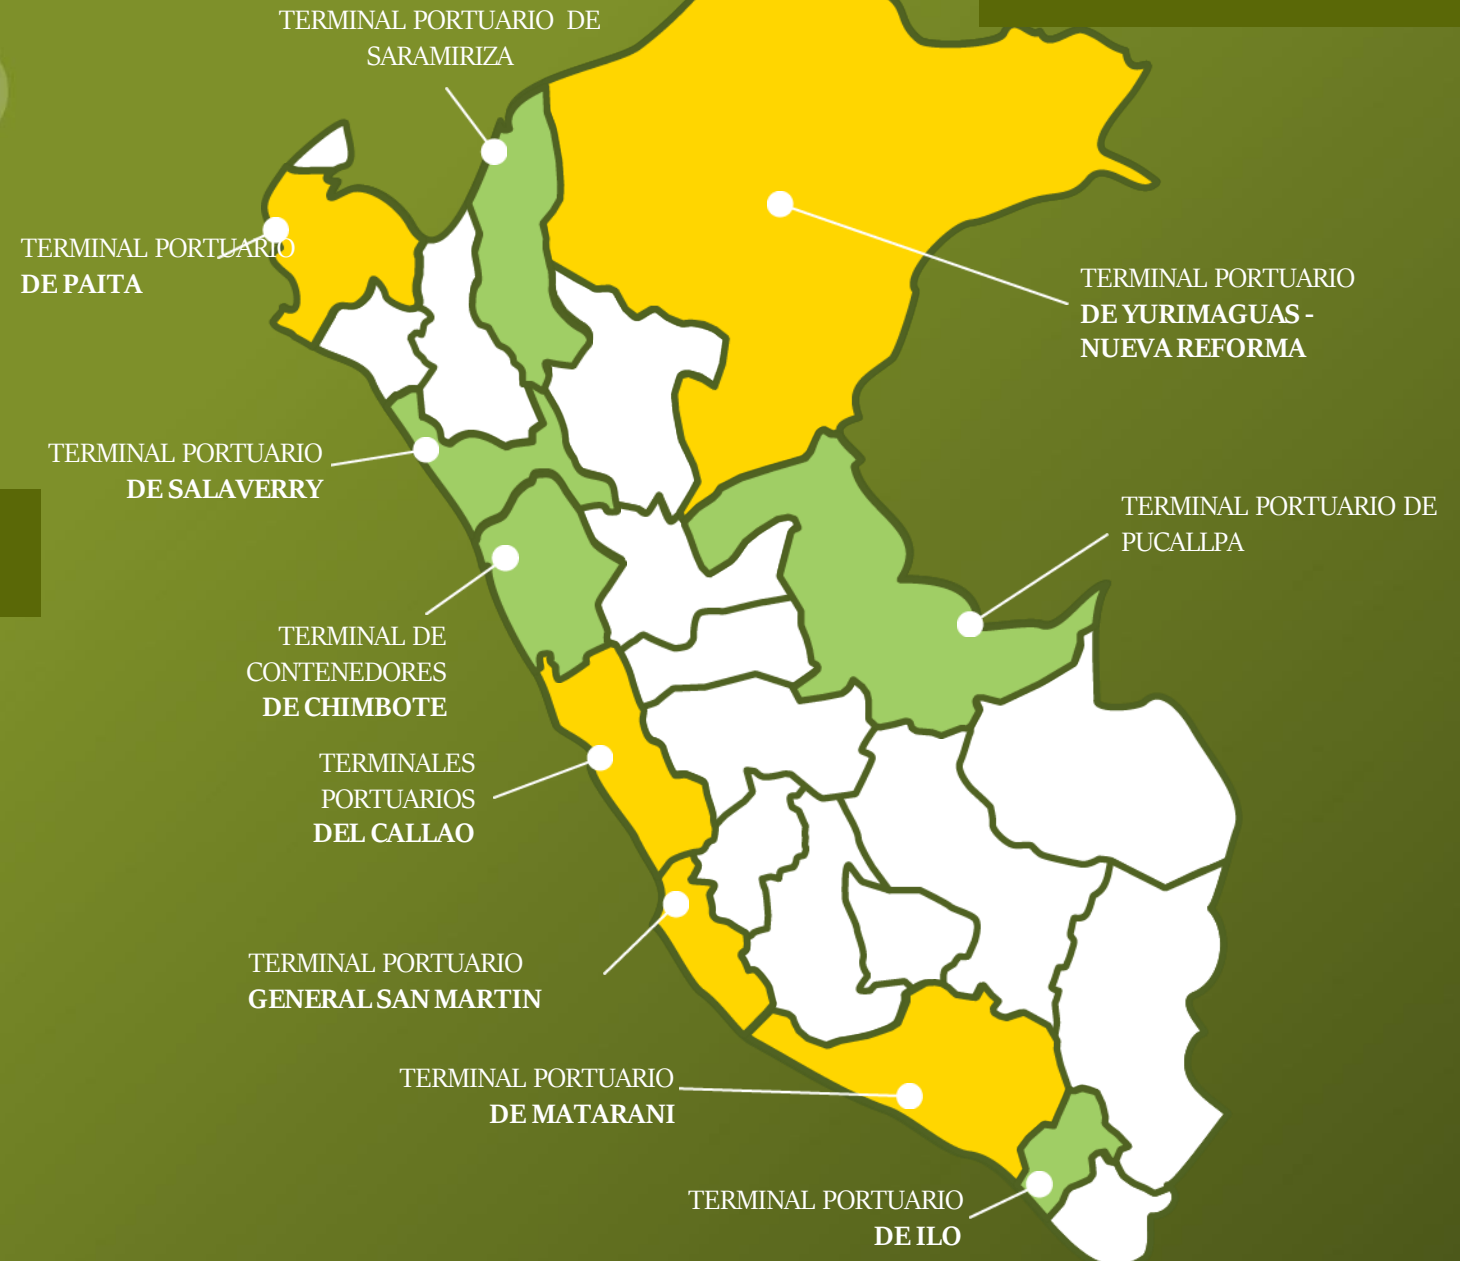 TERMINAL PORTUARIO DE
SARAMIRIZA
TERMINAL PORTUARIO
DE PAITA
TERMINAL PORTUARIO
DE YURIMAGUAS -
NUEVA REFORMA
TERMINAL PORTUARIO
DE SALAVERRY
TERMINAL PORTUARIO DE
PUCALLPA
TERMINAL DE
CONTENEDORES
DE CHIMBOTE
TERMINALES
PORTUARIOS
DEL CALLAO
TERMINAL PORTUARIO
GENERAL SAN MARTIN
TERMINAL PORTUARIO
DE MATARANI
TERMINAL PORTUARIO
DE ILO